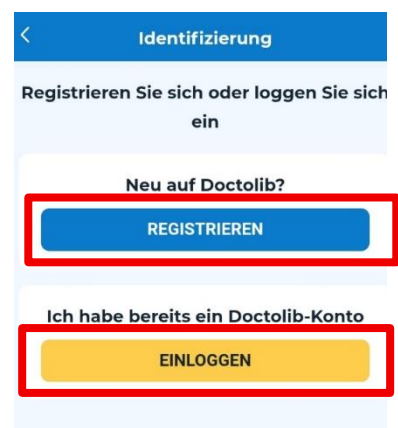 Identifizierung
Registrieren Sie sich oder loggen Sie sich
ein
Neu auf Doctolib?
REGISTRIEREN
Ich habe bereits ein Doctolib-Konto
EINLOGGEN